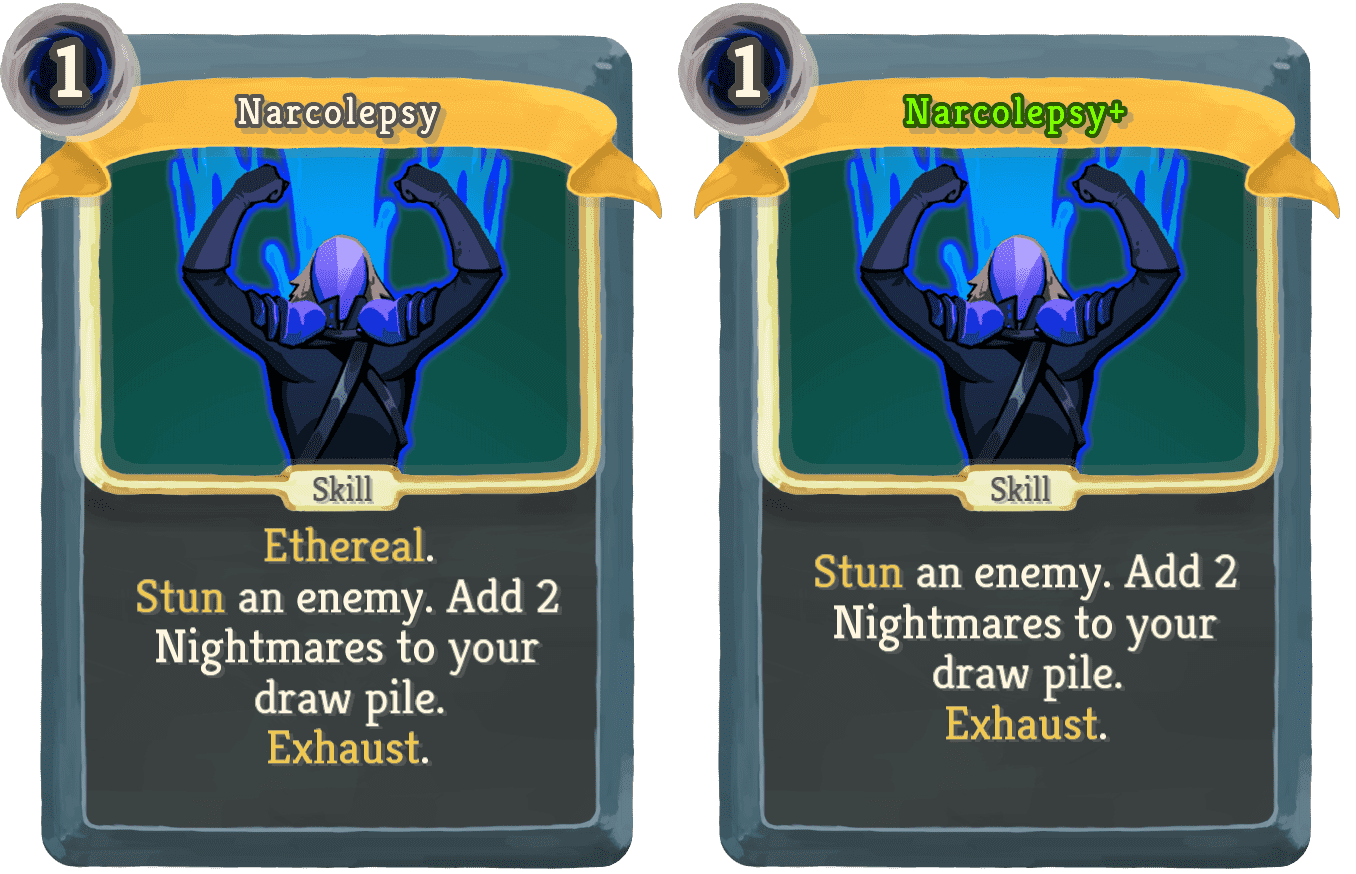 1
Narcolepsy
Skill
Ethereal.
Stun an enemy. Add 2
Nightmares to your
draw pile.
Exhaust.
1
Narcolepsy+
Skill
Stun an enemy. Add 2
Nightmares to your
draw pile.
Exhaust.